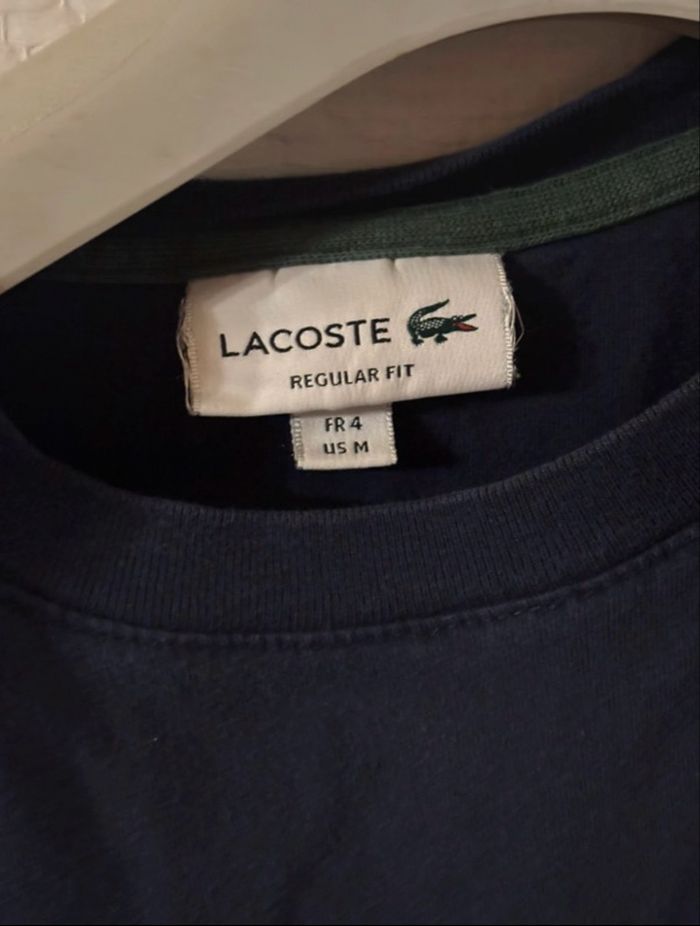 LACOSTE
REGULAR FIT
FR 4
US M